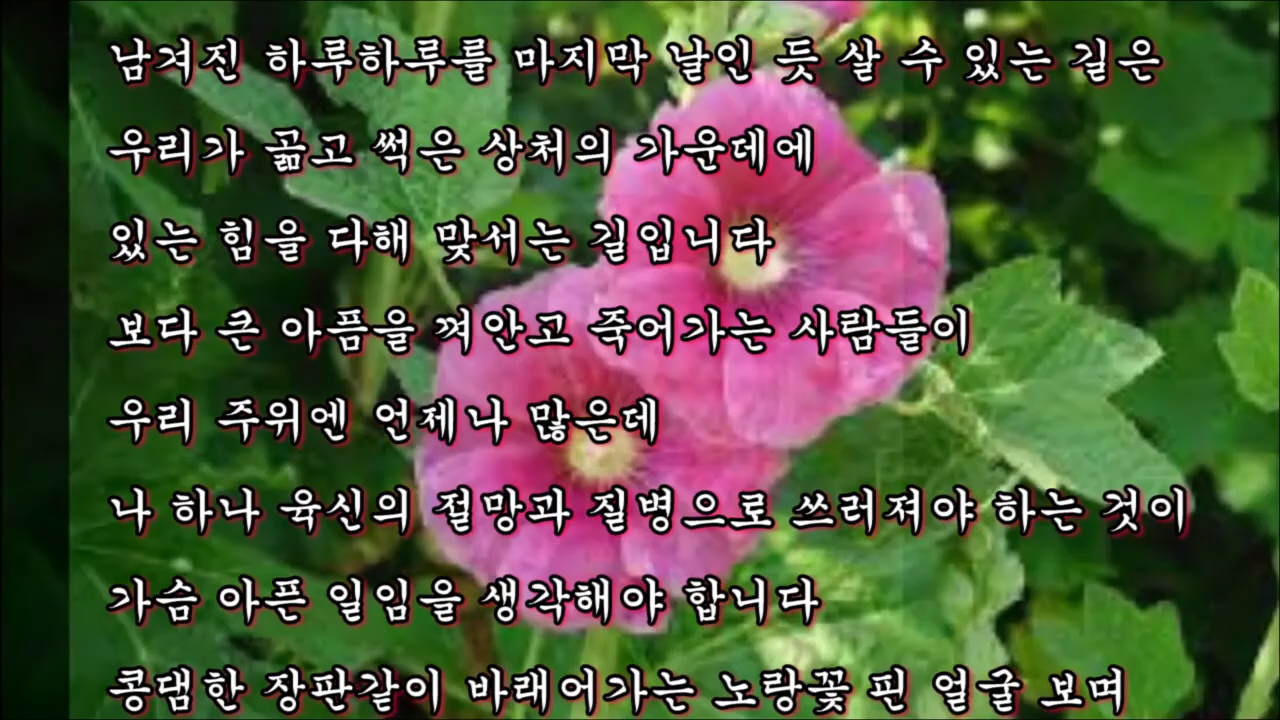 남겨진 하루하루를 마지막 날인 듯 살 수 있는 길은
우리가 곪고 썩은 상처의 가운데에
있는 힘을 다해 맞서는 길입니다
보다 큰 아픔을 껴안고 죽어가는 사람들이
우리 주위엔 언제나 많은데
나 하나 육신의 절망과 질병으로 쓰러져야 하는 것이
가슴 아픈 일임을 생각해야 합니다
콩댐한 장판같이 바래어가는 노랑꽃 핀 얼굴 보며